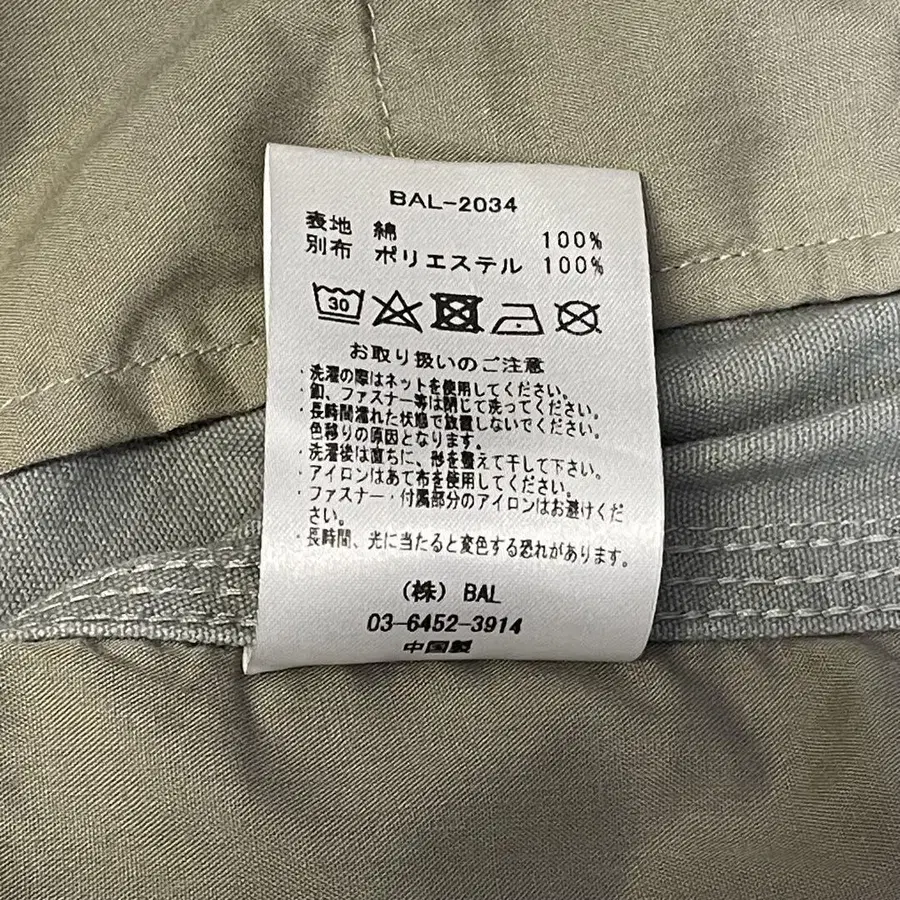 BAL-2034
表地 綿 100%
別布 ポリエステル 100%
30
お取り扱いのご注意
・洗濯の際はネットを使用してください。
・釦、ファスナー等は閉じて洗ってください。
・長時間濡れた状態で放置しないでください。
色移りの原因となります。
・洗濯後は直ちに、形を整えて干して下さい。
・アイロンはあて布を使用してください。
・ファスナー・付属部分のアイロンはお避けくだ
さい。
・長時間、光に当たると変色する恐れがあります。
(株) BAL
03-6452-3914
中国製